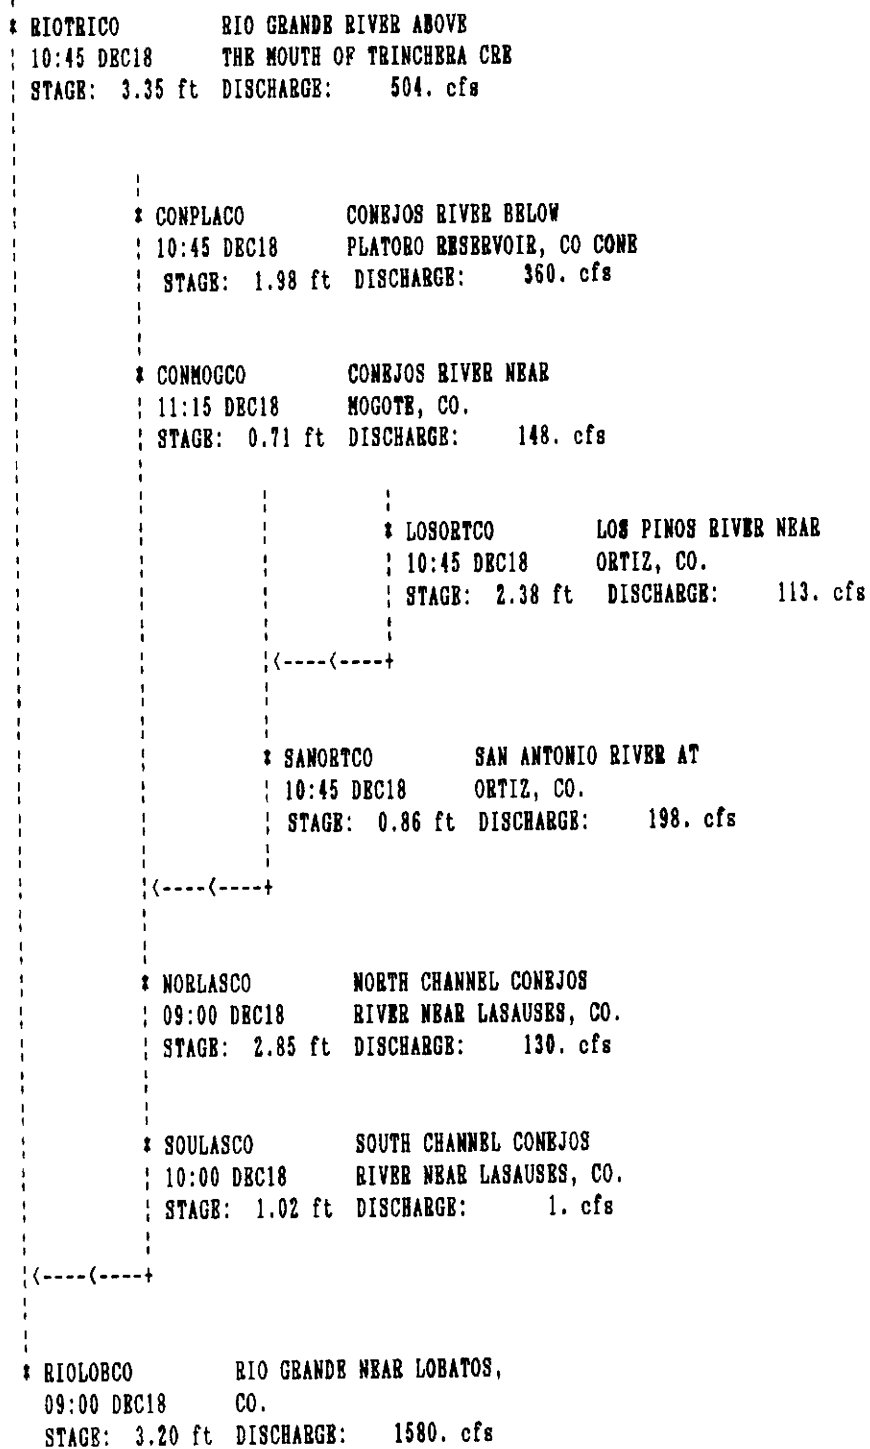 * RIOTRICO RIO GRANDE RIVER ABOVE
10:45 DEC18 THE MOUTH OF TRINCHERA CRE
STAGE: 3.35 ft DISCHARGE: 504. cfs
* CONPLACO CONEJOS RIVER BELOW
10:45 DEC18 PLATORO RESERVOIR, CO CONE
STAGE: 1.98 ft DISCHARGE: 360. cfs
* CONMOGCO CONEJOS RIVER NEAR
11:15 DEC18 MOGOTE, CO.
STAGE: 0.71 ft DISCHARGE: 148. cfs
* LOSORTCO LOS PINOS RIVER NEAR
10:45 DEC18 ORTIZ, CO.
STAGE: 2.38 ft DISCHARGE: 113. cfs
<----<----+
* SANORTCO SAN ANTONIO RIVER AT
10:45 DEC18 ORTIZ, CO.
STAGE: 0.86 ft DISCHARGE: 198. cfs
<----<----+
* NORLASCO NORTH CHANNEL CONEJOS
09:00 DEC18 RIVER NEAR LASAUSES, CO.
STAGE: 2.85 ft DISCHARGE: 130. cfs
* SOULASCO SOUTH CHANNEL CONEJOS
10:00 DEC18 RIVER NEAR LASAUSES, CO.
STAGE: 1.02 ft DISCHARGE: 1. cfs
<----<----+
* RIOLOBCO RIO GRANDE NEAR LOBATOS,
09:00 DEC18 CO.
STAGE: 3.20 ft DISCHARGE: 1580. cfs